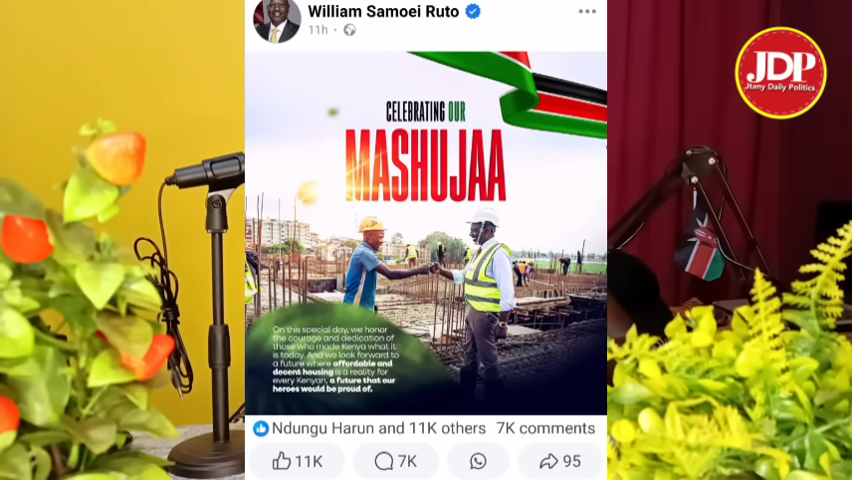 William Samoei Ruto
11h
JDP
Jtany Daily Politics
CELEBRATING OUR
MASHUJAA
On this special day, we honor
the courage and dedication of
those who made Kenya what it
is today. And we look forward to
a future where affordable and
decent housing is a reality for
every Kenyan, a future that our
heroes would be proud of.
Ndungu Harun and 11K others 7K comments
11K 7K 95